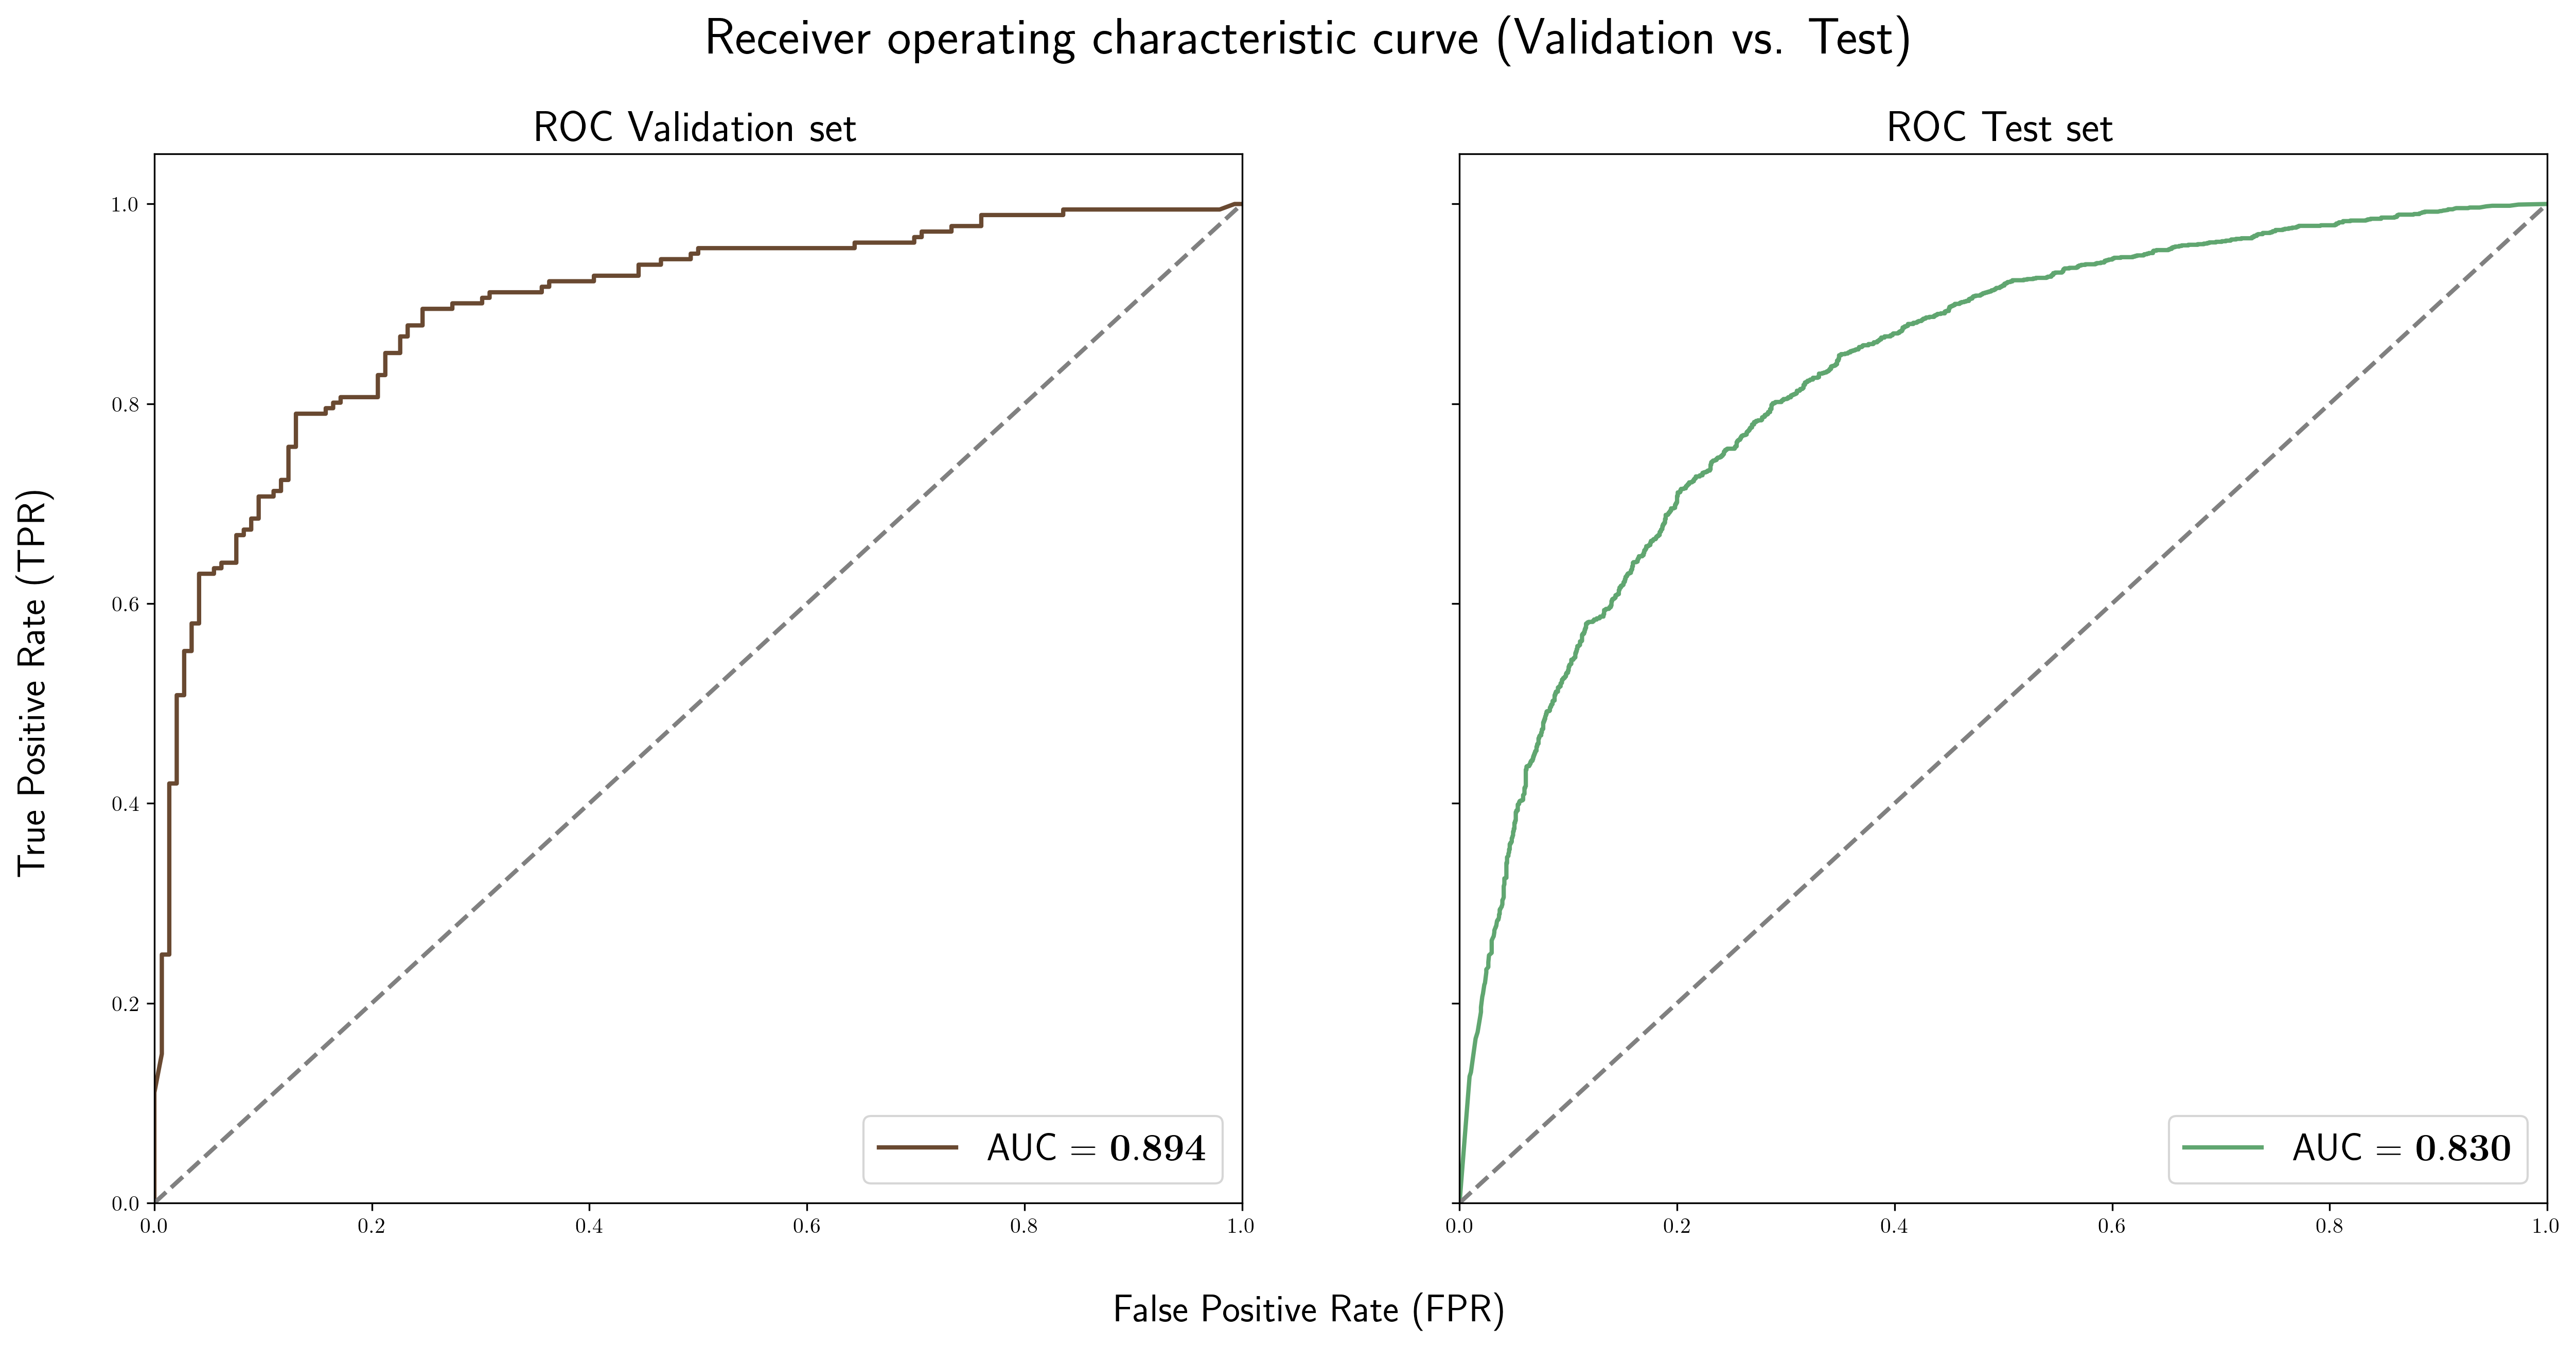 Receiver operating characteristic curve (Validation vs. Test)
ROC Validation set
1.0
0.8
0.6
0.4
0.2
0.0
True Positive Rate (TPR)
AUC = 0.894
0.0 0.2 0.4 0.6 0.8 1.0
ROC Test set
AUC = 0.830
0.0 0.2 0.4 0.6 0.8 1.0
False Positive Rate (FPR)